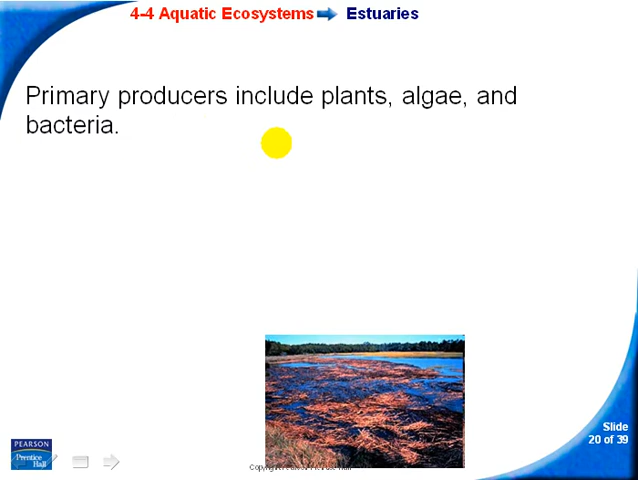 4-4 Aquatic Ecosystems Estuaries
Primary producers include plants, algae, and
bacteria.
Slide
20 of 39
PEARSON
Prentice
Hall
Copyright Pearson Prentice Hall